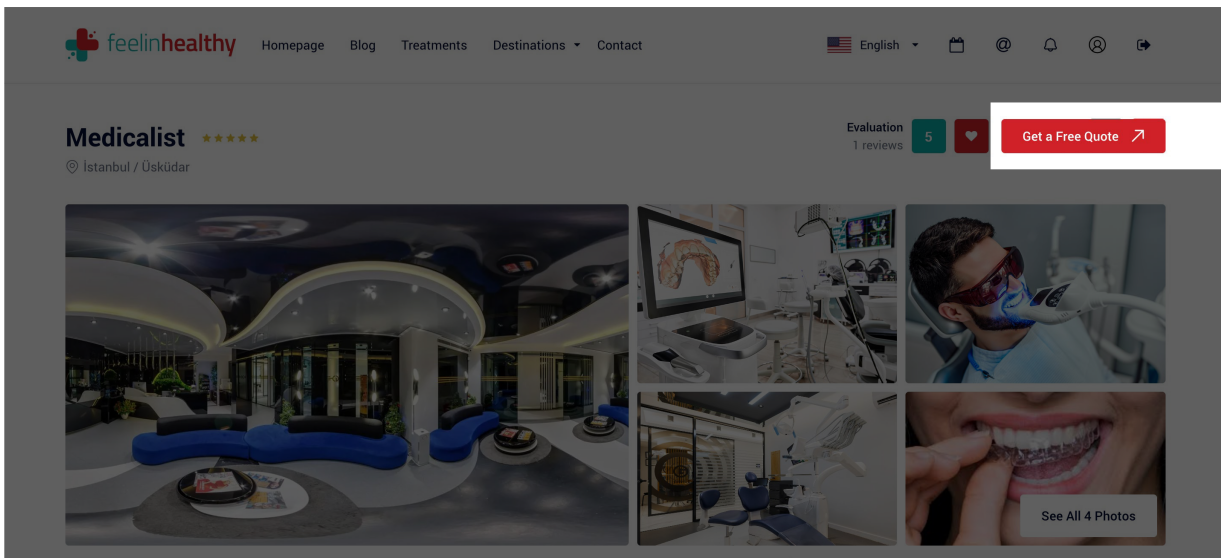 feelinhealthy
Homepage Blog Treatments Destinations Contact
English
Medicalist
İstanbul / Üsküdar
Evaluation
1 reviews
5
Get a Free Quote
See All 4 Photos